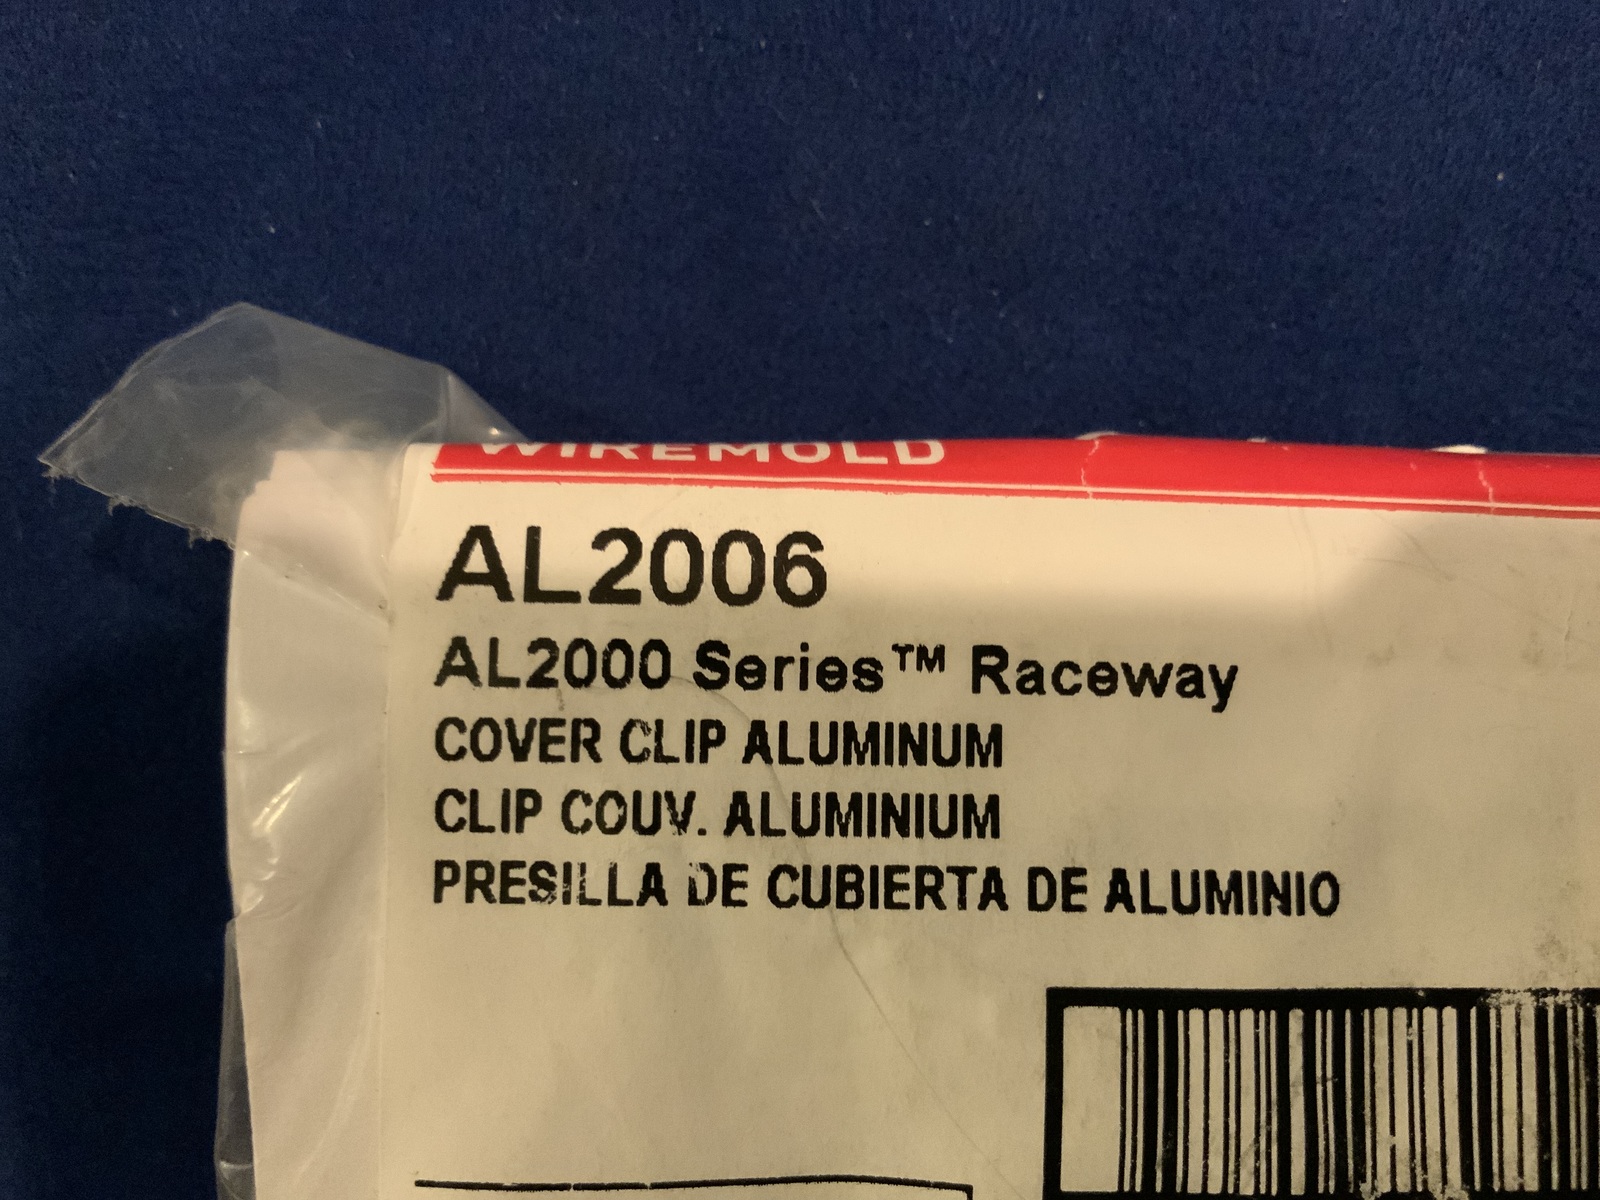 WIREMOLD
AL2006
AL2000 Series™ Raceway
COVER CLIP ALUMINUM
CLIP COUV. ALUMINIUM
PRESILLA DE CUBIERTA DE ALUMINIO